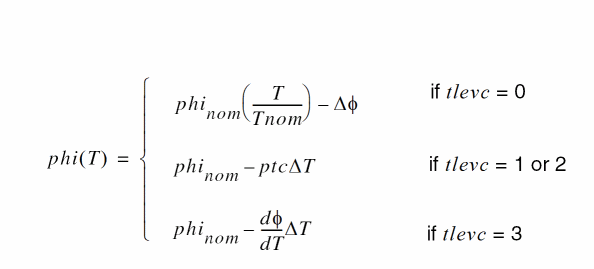 phi(T) = { phi_nom(T/Tnom) – Δϕ if tlevc = 0
phi_nom – ptcΔT if tlevc = 1 or 2
phi_nom – dϕ/dT ΔT if tlevc = 3